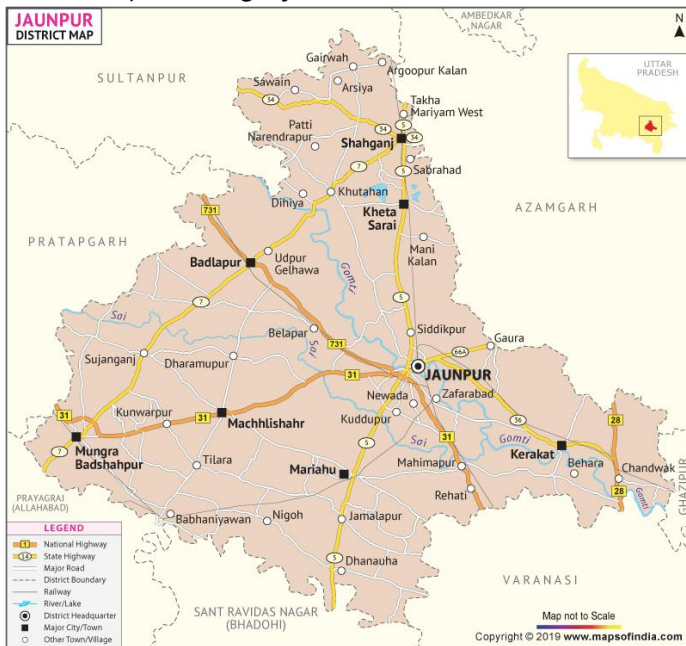 JAUNPUR
DISTRICT MAP
AMBEDKAR
NAGAR
N
SULTANPUR
UTTAR
PRADESH
Gairwah
Argoopur Kalan
Sawain
Arsiya
34
Takha
Mariyam West
5
34
34
Patti
Narendrapur
Shahganj
7
5
Sabrahad
Khutahan
Dihiya
Kheta
Sarai
731
AZAMGARH
PRATAPGARH
Mani
Kalan
Udpur
Gelhawa
Badlapur
Gomti
7
5
Sai
Belapar
Sai
731
Siddikpur
Gaura
66A
Sujanganj
Dharamupur
31
JAUNPUR
Newada
Zafarabad
31
Kunwarpur
31
Machhlishahr
Kuddupur
36
28
Mungra
Badshahpur
5
Sai
31
Gomti
Kerakat
7
Tilara
Mariahu
Mahimapur
Behara
Chandwak
PRAYAGRAJ
(ALLAHABAD)
Rehati
28
Gomti
GHAZIPUR
Babhaniyawan
Nigoh
Jamalapur
5
Dhanauha
VARANASI
SANT RAVIDAS NAGAR
(BHADOHI)
LEGEND
1 National Highway
14 State Highway
Major Road
District Boundary
Railway
River/Lake
District Headquarter
Major City/Town
Other Town/Village
Map not to Scale
Copyright © 2019 www.mapsofindia.com